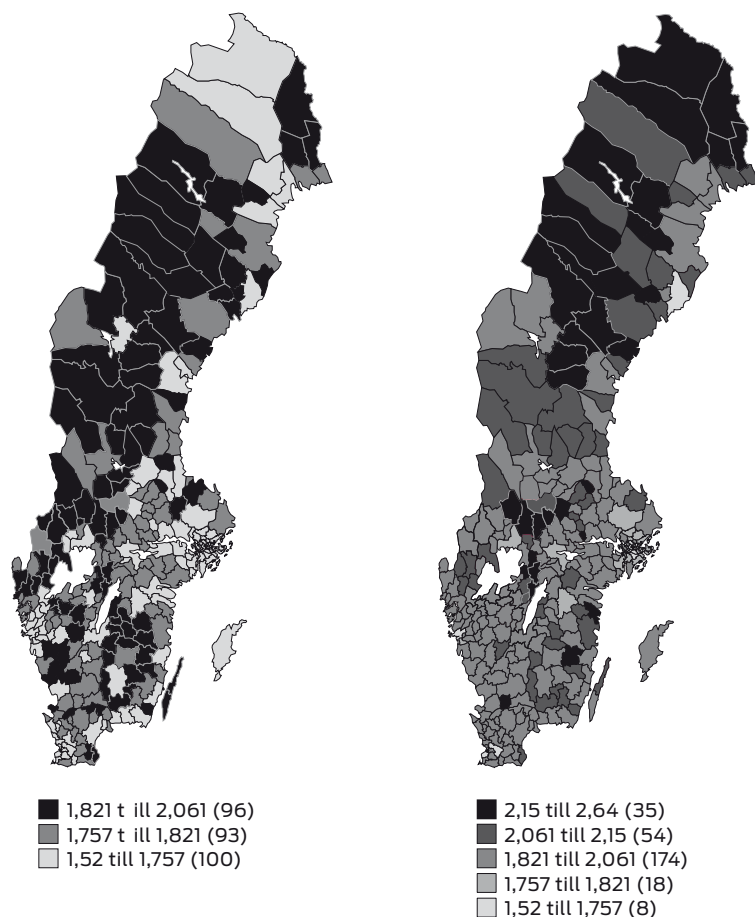 1,821 t ill 2,061 (96)
1,757 t ill 1,821 (93)
1,52 till 1,757 (100)
2,15 till 2,64 (35)
2,061 till 2,15 (54)
1,821 till 2,061 (174)
1,757 till 1,821 (18)
1,52 till 1,757 (8)